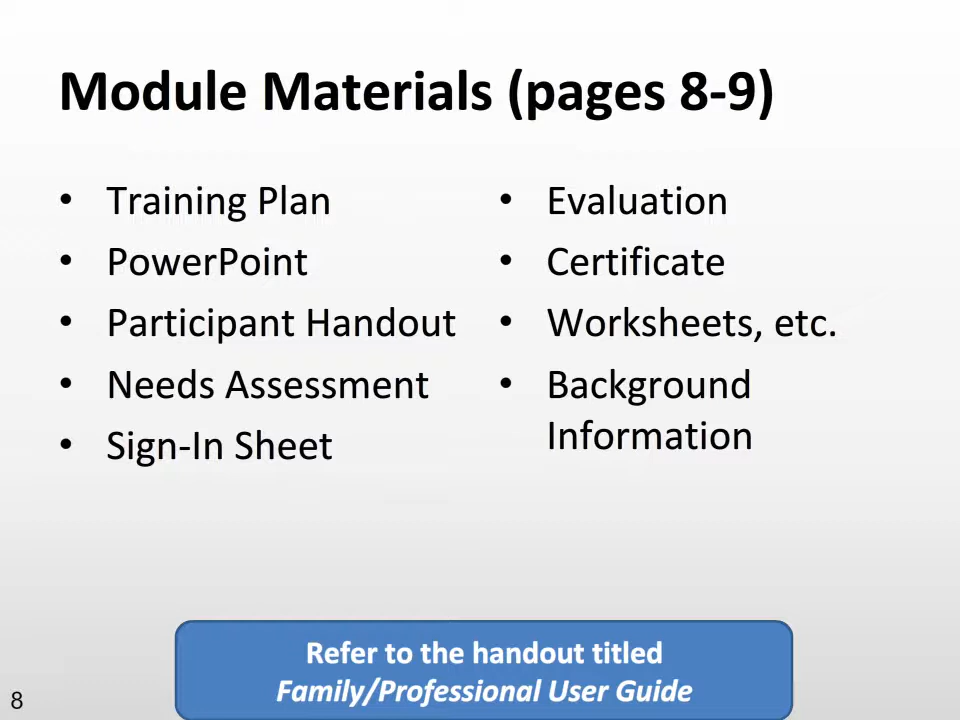 Module Materials (pages 8-9)
• Training Plan
• PowerPoint
• Participant Handout
• Needs Assessment
• Sign-In Sheet
• Evaluation
• Certificate
• Worksheets, etc.
• Background
Information
Refer to the handout titled
Family/Professional User Guide
8